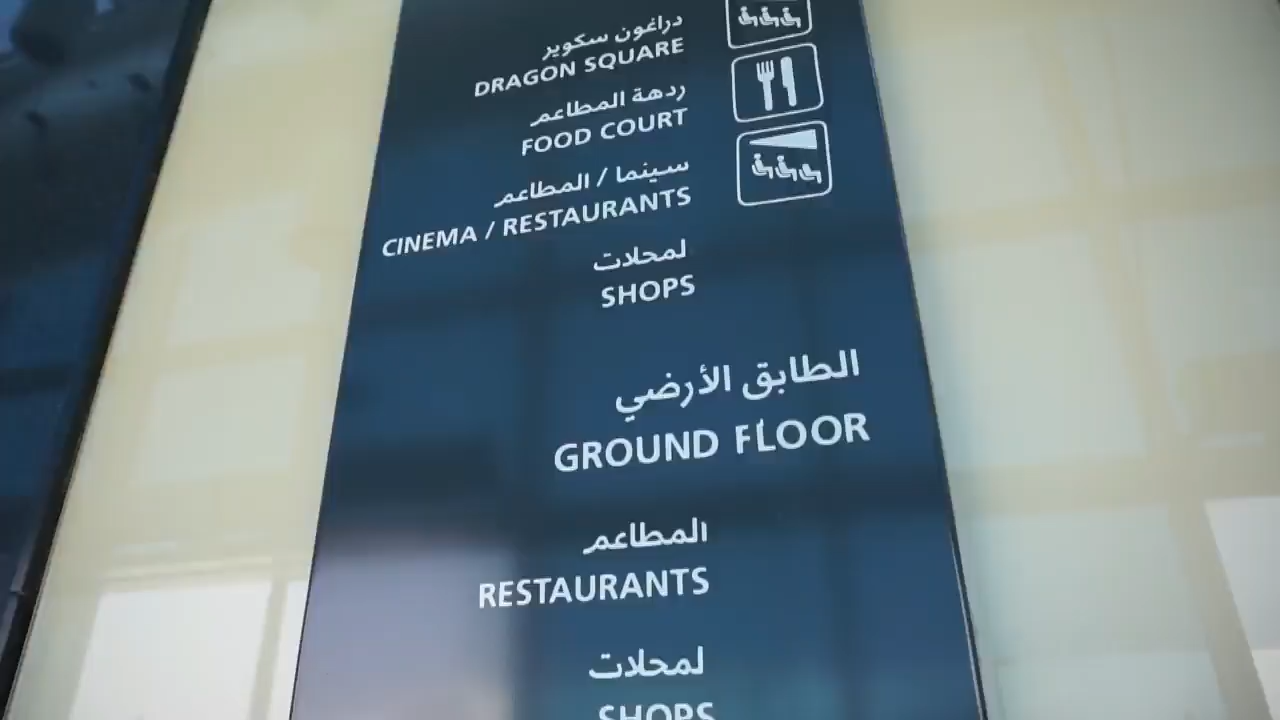 دراغون سكوير
DRAGON SQUARE
ردهة المطاعم
FOOD COURT
سينما / المطاعم
CINEMA / RESTAURANTS
لمحلات
SHOPS
الطابق الأرضي
GROUND FLOOR
المطاعم
RESTAURANTS
لمحلات
SHOPS